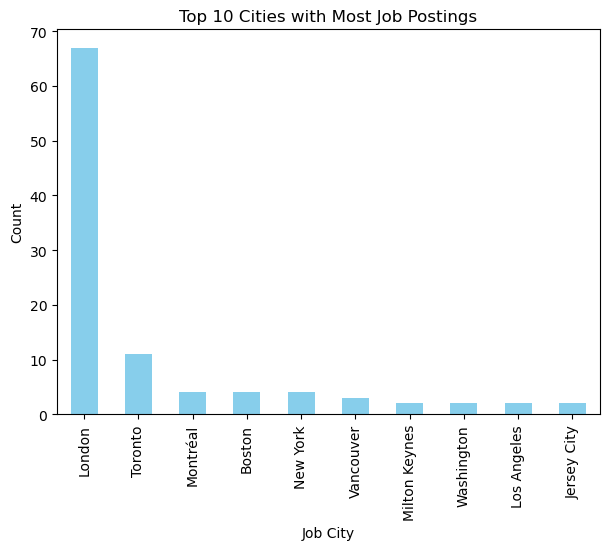 Top 10 Cities with Most Job Postings
70
60
50
40
30
20
10
0
Count
London
Toronto
Montréal
Boston
New York
Vancouver
Milton Keynes
Washington
Los Angeles
Jersey City
Job City